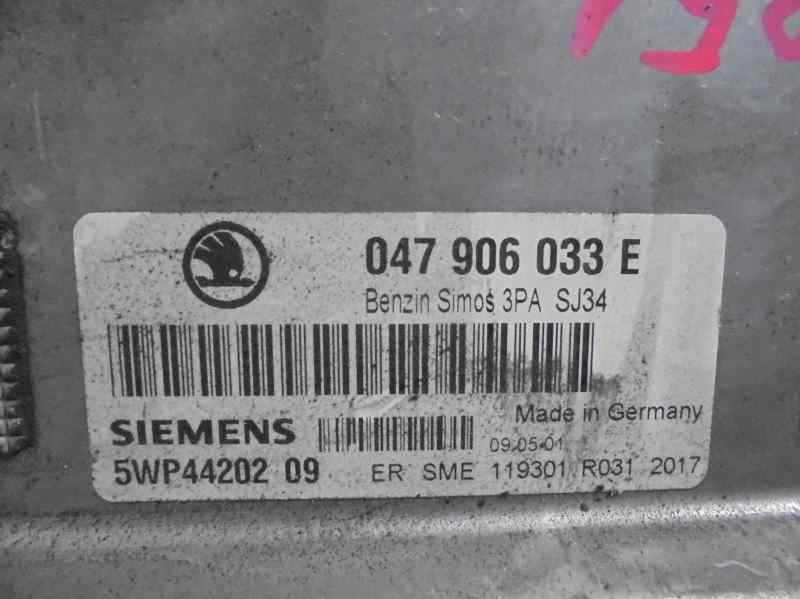 047 906 033 E
Benzin Simos 3PA SJ34
Made in Germany
SIEMENS
09.05.01
5WP44202 09 ER SME 119301 R031 2017